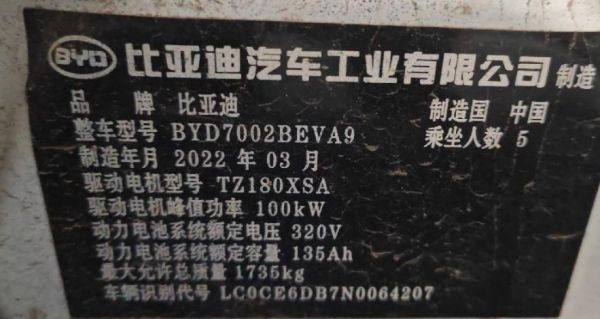 BYD 比亚迪汽车工业有限公司 制造
品 牌 比亚迪 制造国 中国
整车型号 BYD7002BEVA9 乘坐人数 5
制造年月 2022 年 03 月
驱动电机型号 TZ180XSA
驱动电机峰值功率 100kW
动力电池系统额定电压 320V
动力电池系统额定容量 135Ah
最大允许总质量 1735kg
车辆识别代号 LC0CE6DB7N0064207